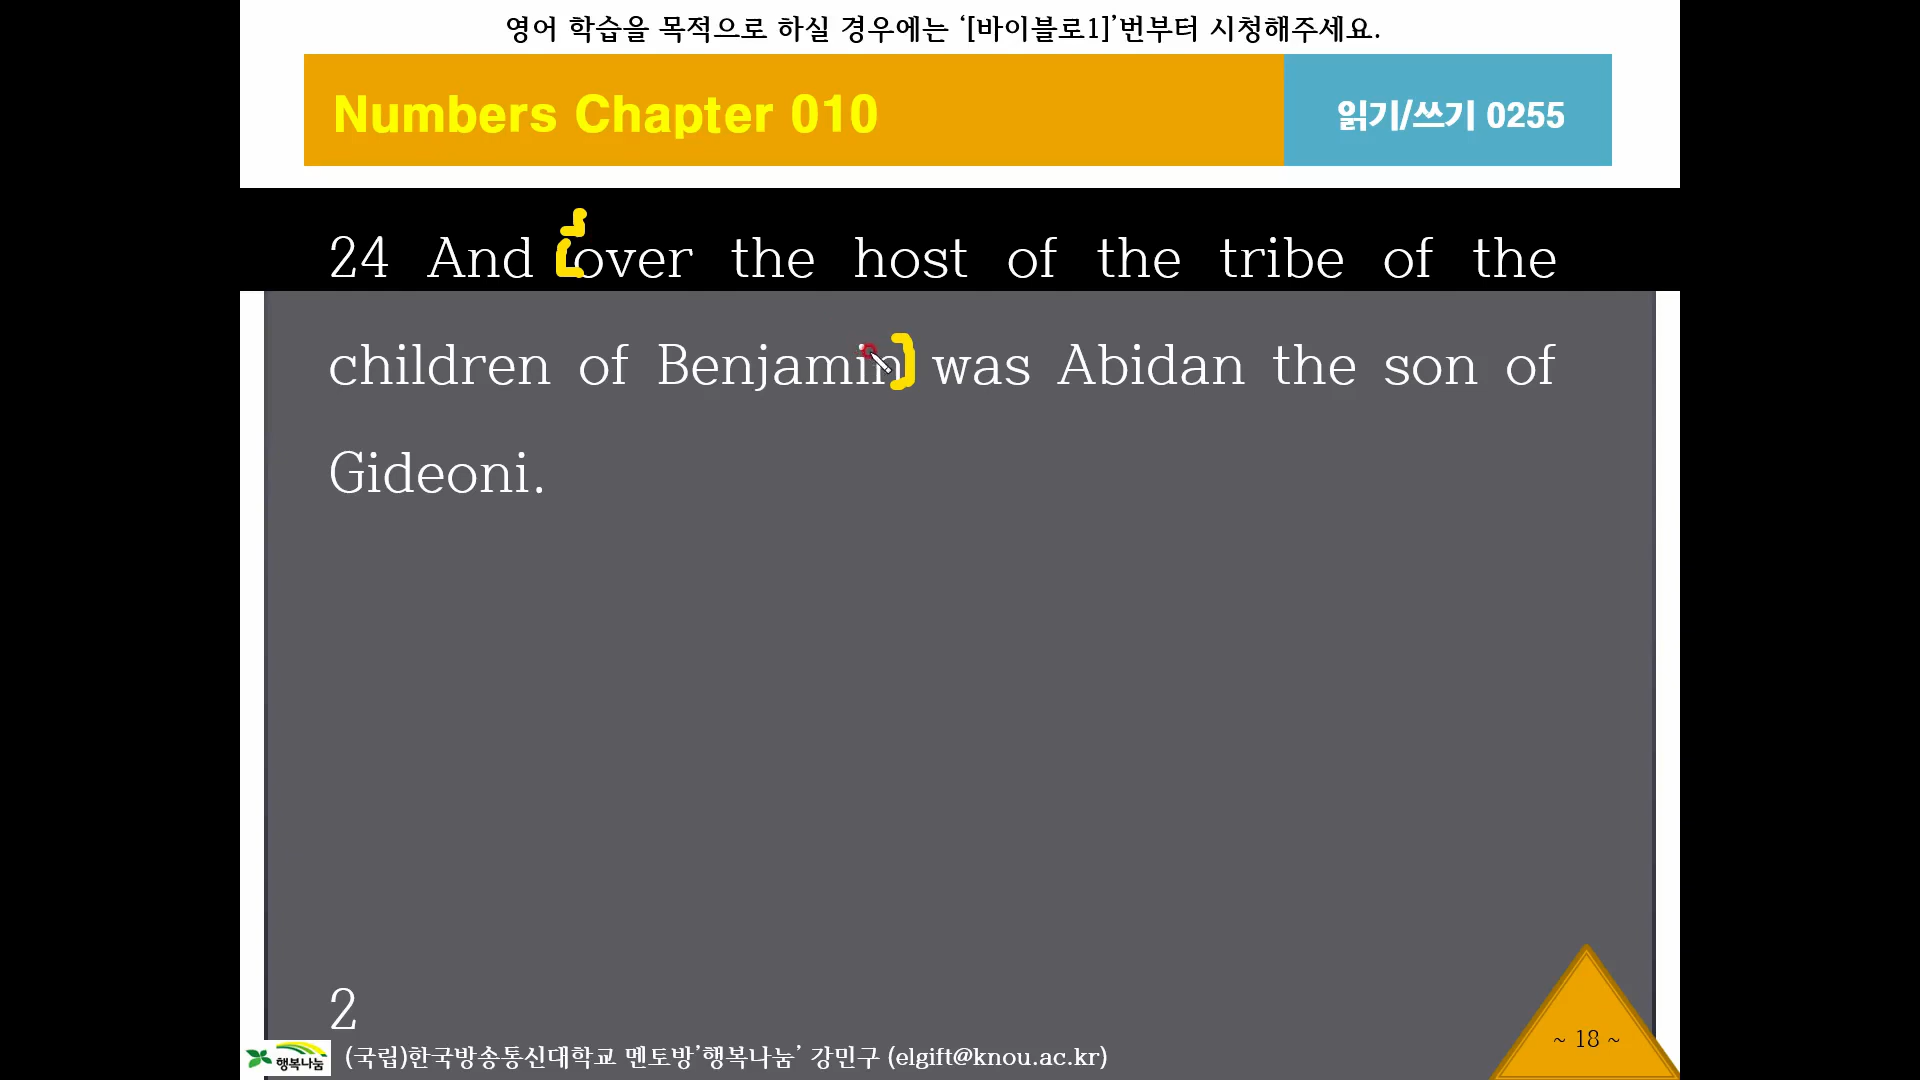 영어 학습을 목적으로 하실 경우에는 ‘[바이블로1]’번부터 시청해주세요.
Numbers Chapter 010
읽기/쓰기 0255
24 And over the host of the tribe of the
children of Benjamin was Abidan the son of
Gideoni.
2
~ 18 ~
행복나눔
(국립)한국방송통신대학교 멘토방’행복나눔’ 강민구 (elgift@knou.ac.kr)